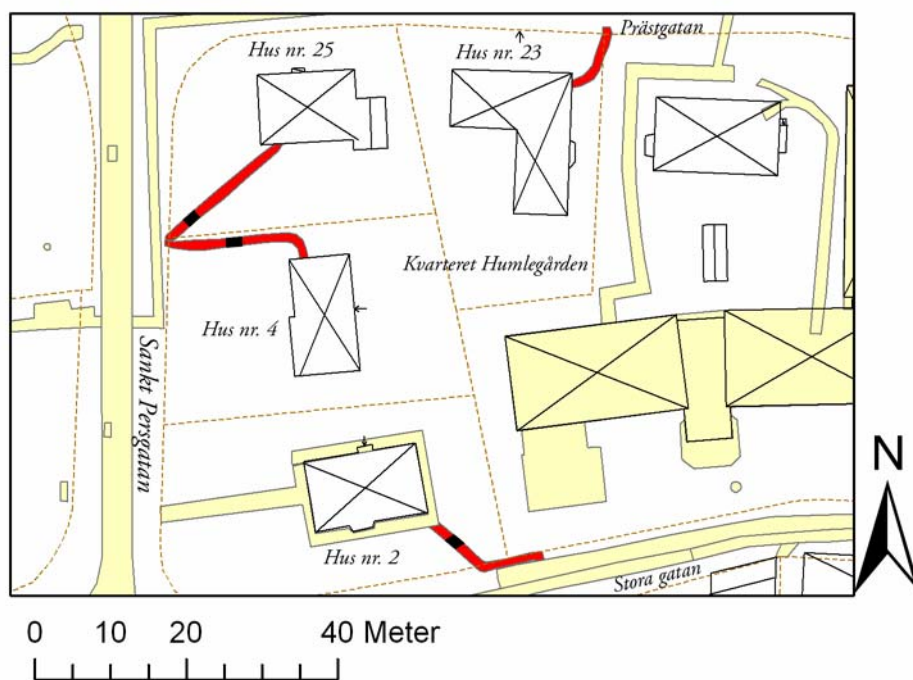 Prästgatan
Hus nr. 25
Hus nr. 23
Kvarteret Humlegården
Hus nr. 4
Sankt Persgatan
Hus nr. 2
Stora gatan
N
0 10 20 40 Meter